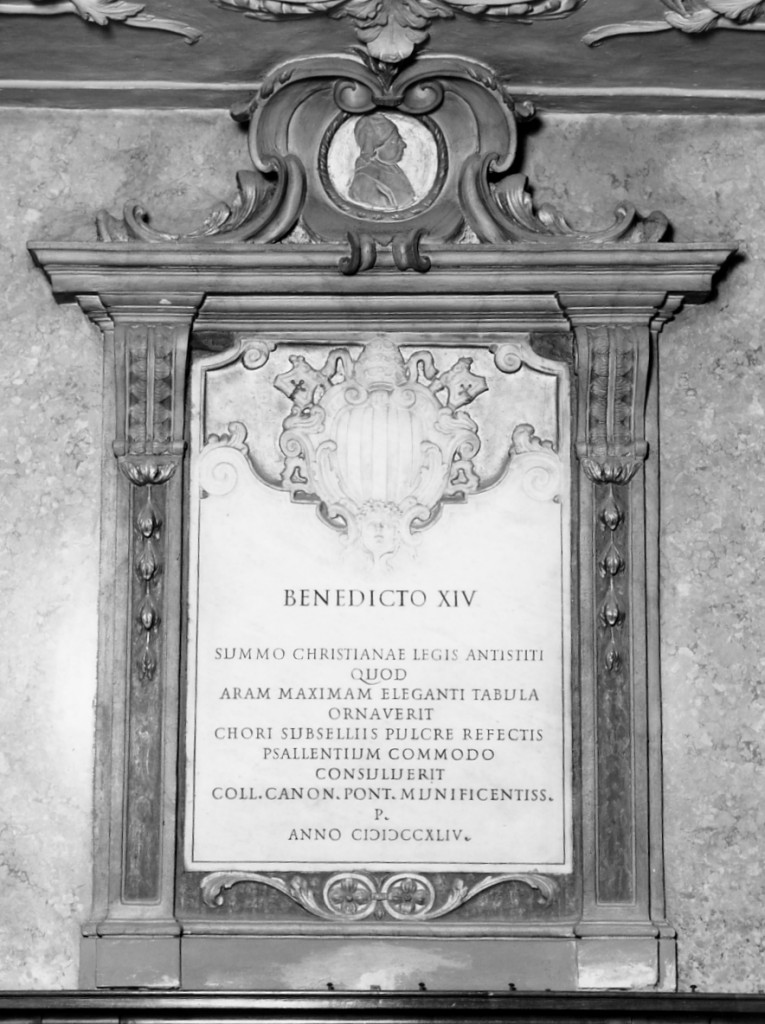 BENEDICTO XIV
SUMMO CHRISTIANAE LEGIS ANTISTITI
QUOD
ARAM MAXIMAM ELEGANTI TABULA
ORNAVERIT
CHORI SUBSELLIIS PULCRE REFECTIS
PSALLENTIUM COMMODO
CONSULUERIT
COLL. CANON. PONT. MUNIFICENTISS.
P.
ANNO CIↃIↃCCXLIV.